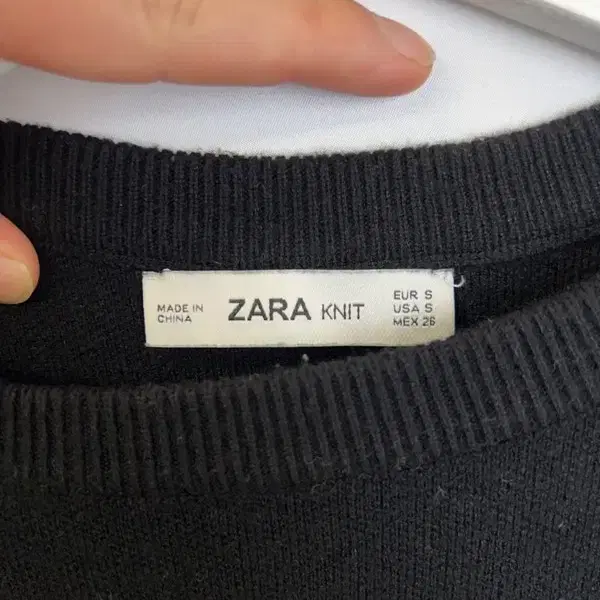 MADE IN
CHINA
ZARA KNIT
EUR S
USA S
MEX 26